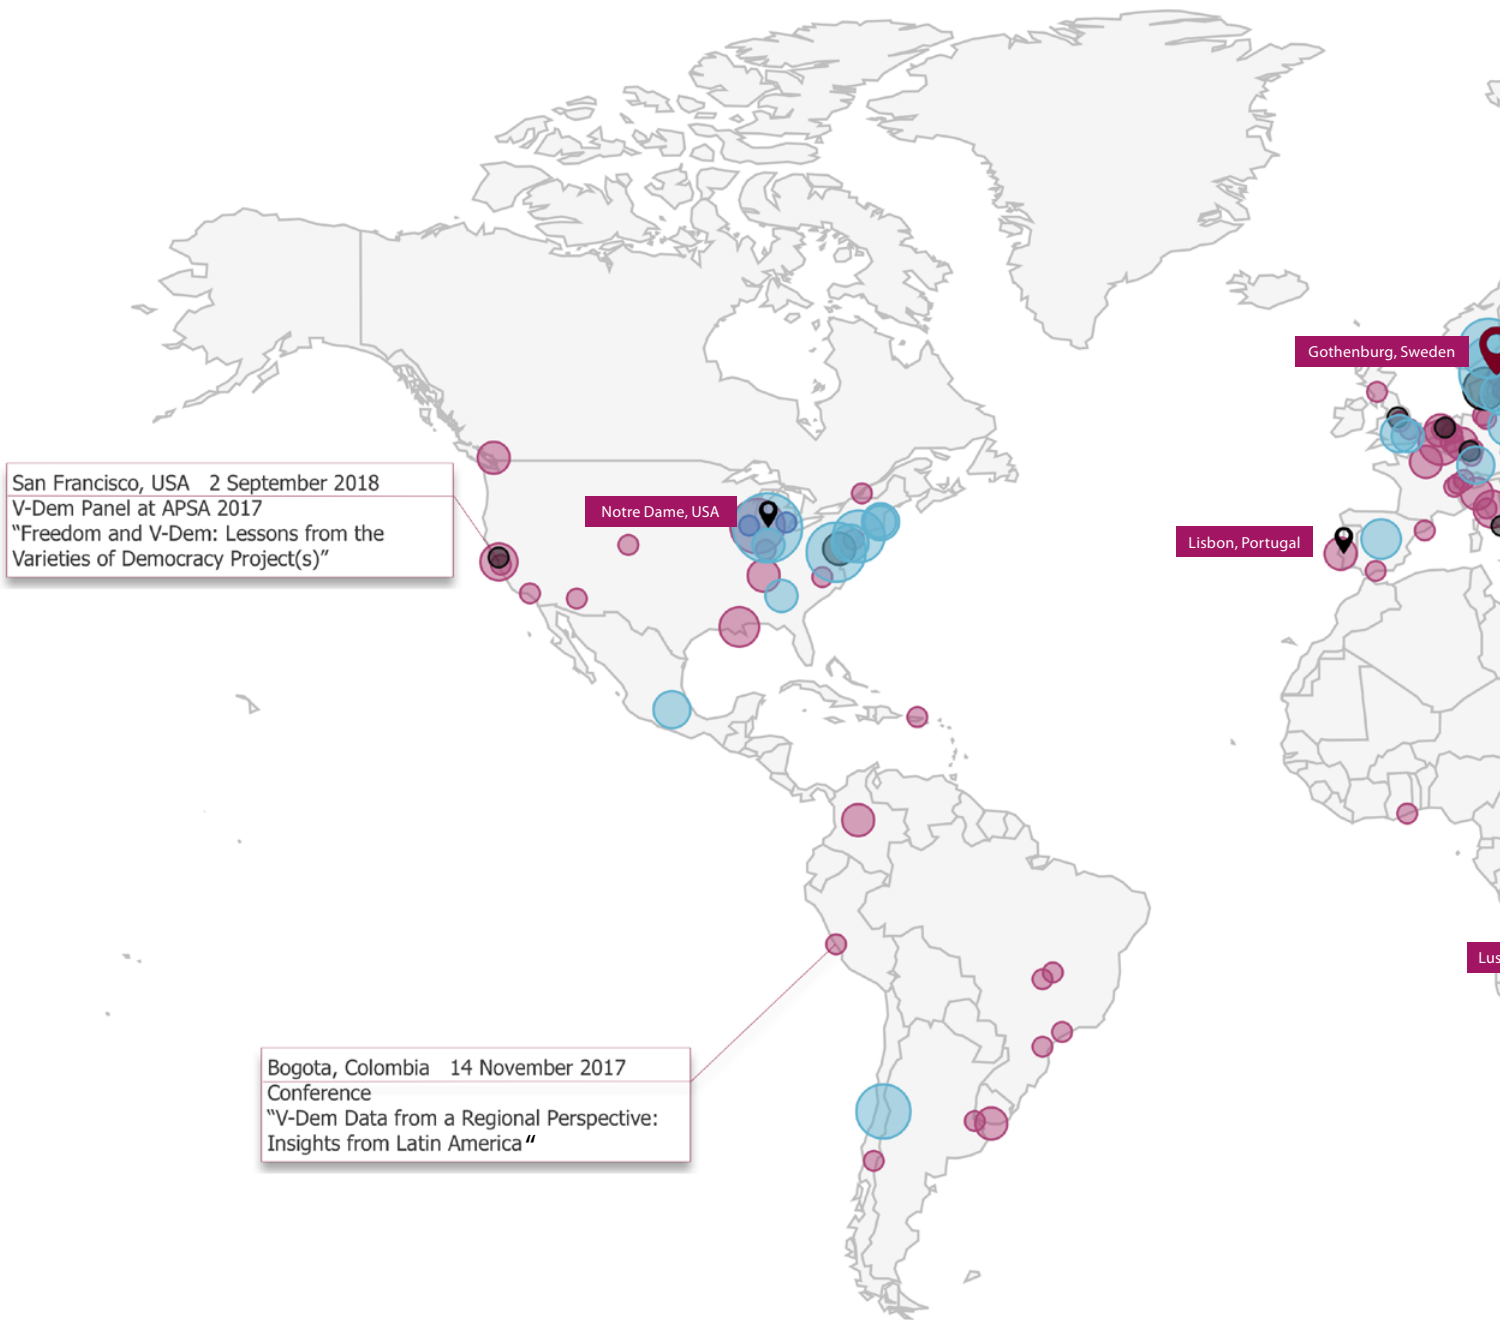 Gothenburg, Sweden
San Francisco, USA 2 September 2018
V-Dem Panel at APSA 2017
“Freedom and V-Dem: Lessons from the
Varieties of Democracy Project(s)”
Notre Dame, USA
Lisbon, Portugal
Lus
Bogota, Colombia 14 November 2017
Conference
“V-Dem Data from a Regional Perspective:
Insights from Latin America“